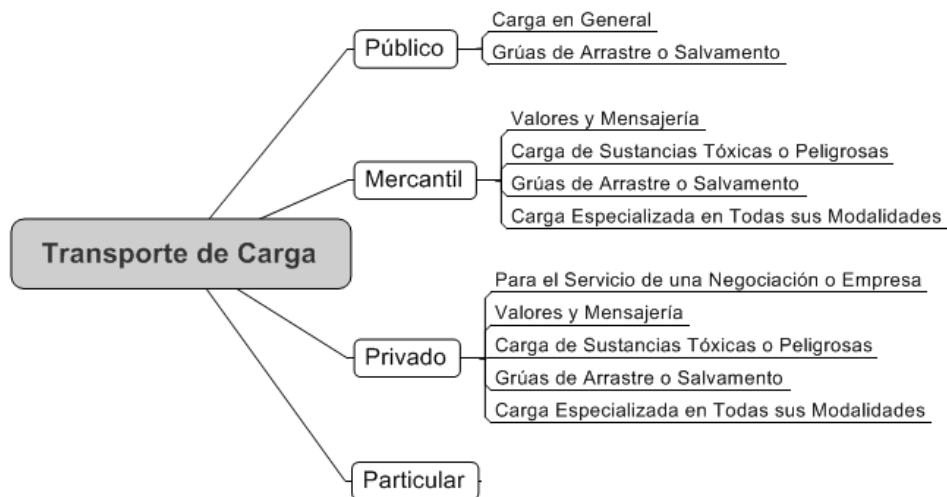 Transporte de Carga
Público
Carga en General
Grúas de Arrastre o Salvamento
Mercantil
Valores y Mensajería
Carga de Sustancias Tóxicas o Peligrosas
Grúas de Arrastre o Salvamento
Carga Especializada en Todas sus Modalidades
Privado
Para el Servicio de una Negociación o Empresa
Valores y Mensajería
Carga de Sustancias Tóxicas o Peligrosas
Grúas de Arrastre o Salvamento
Carga Especializada en Todas sus Modalidades
Particular